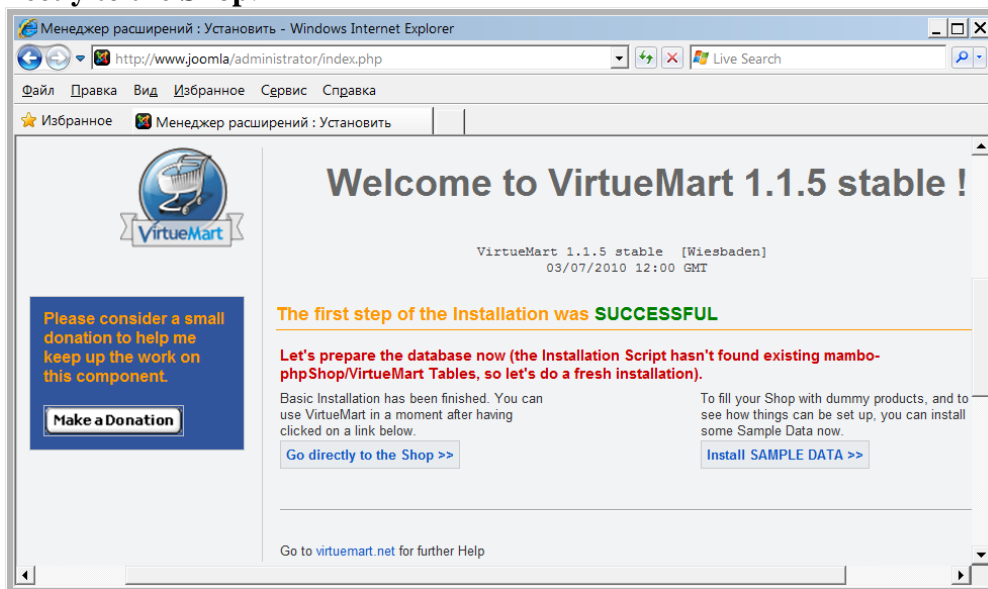 Менеджер расширений : Установить - Windows Internet Explorer
http://www.joomla/administrator/index.php
Live Search
Файл Правка Вид Избранное Сервис Справка
Избранное
Менеджер расширений : Установить
VirtueMart
Welcome to VirtueMart 1.1.5 stable !
VirtueMart 1.1.5 stable [Wiesbaden]
03/07/2010 12:00 GMT
Please consider a small
donation to help me
keep up the work on
this component.
Make a Donation
The first step of the Installation was SUCCESSFUL
Let's prepare the database now (the Installation Script hasn't found existing mambo-
phpShop/VirtueMart Tables, so let's do a fresh installation).
Basic Installation has been finished. You can
use VirtueMart in a moment after having
clicked on a link below.
Go directly to the Shop >>
To fill your Shop with dummy products, and to
see how things can be set up, you can install
some Sample Data now.
Install SAMPLE DATA >>
Go to virtuemart.net for further Help